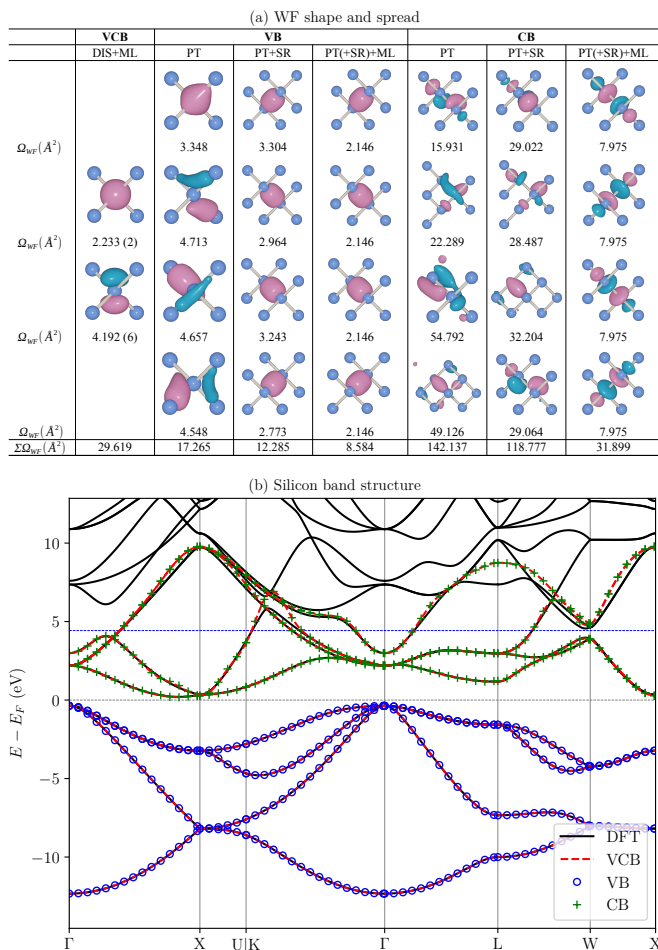 (a) WF shape and spread
VCB VB CB
DIS+ML PT PT+SR PT(+SR)+ML PT PT+SR PT(+SR)+ML
Ω_WF(Å²) 3.348 3.304 2.146 15.931 29.022 7.975
Ω_WF(Å²) 2.233 (2) 4.713 2.964 2.146 22.289 28.487 7.975
Ω_WF(Å²) 4.192 (6) 4.657 3.243 2.146 54.792 32.204 7.975
Ω_WF(Å²) 4.548 2.773 2.146 49.126 29.064 7.975
ΣΩ_WF(Å²) 29.619 17.265 12.285 8.584 142.137 118.777 31.899
(b) Silicon band structure
E − E_F (eV)
10
5
0
−5
−10
DFT
VCB
VB
CB
Γ X U|K Γ L W X